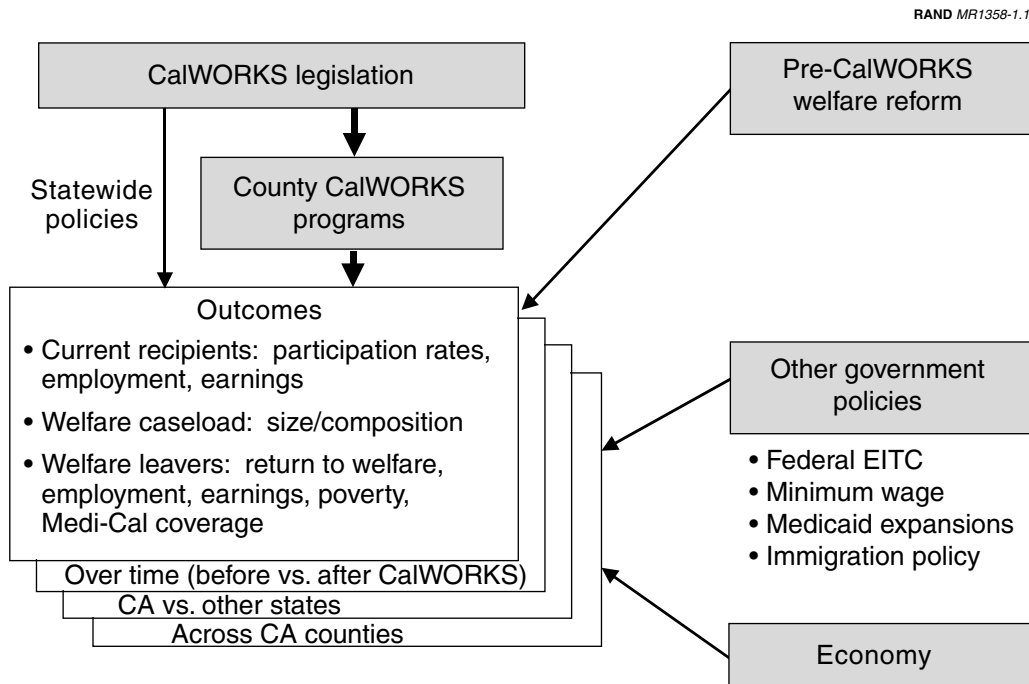 RAND MR1358-1.1
CalWORKS legislation
Pre-CalWORKS
welfare reform
Statewide
policies
County CalWORKS
programs
Outcomes
• Current recipients: participation rates,
employment, earnings
• Welfare caseload: size/composition
• Welfare leavers: return to welfare,
employment, earnings, poverty,
Medi-Cal coverage
Over time (before vs. after CalWORKS)
CA vs. other states
Across CA counties
Other government
policies
• Federal EITC
• Minimum wage
• Medicaid expansions
• Immigration policy
Economy